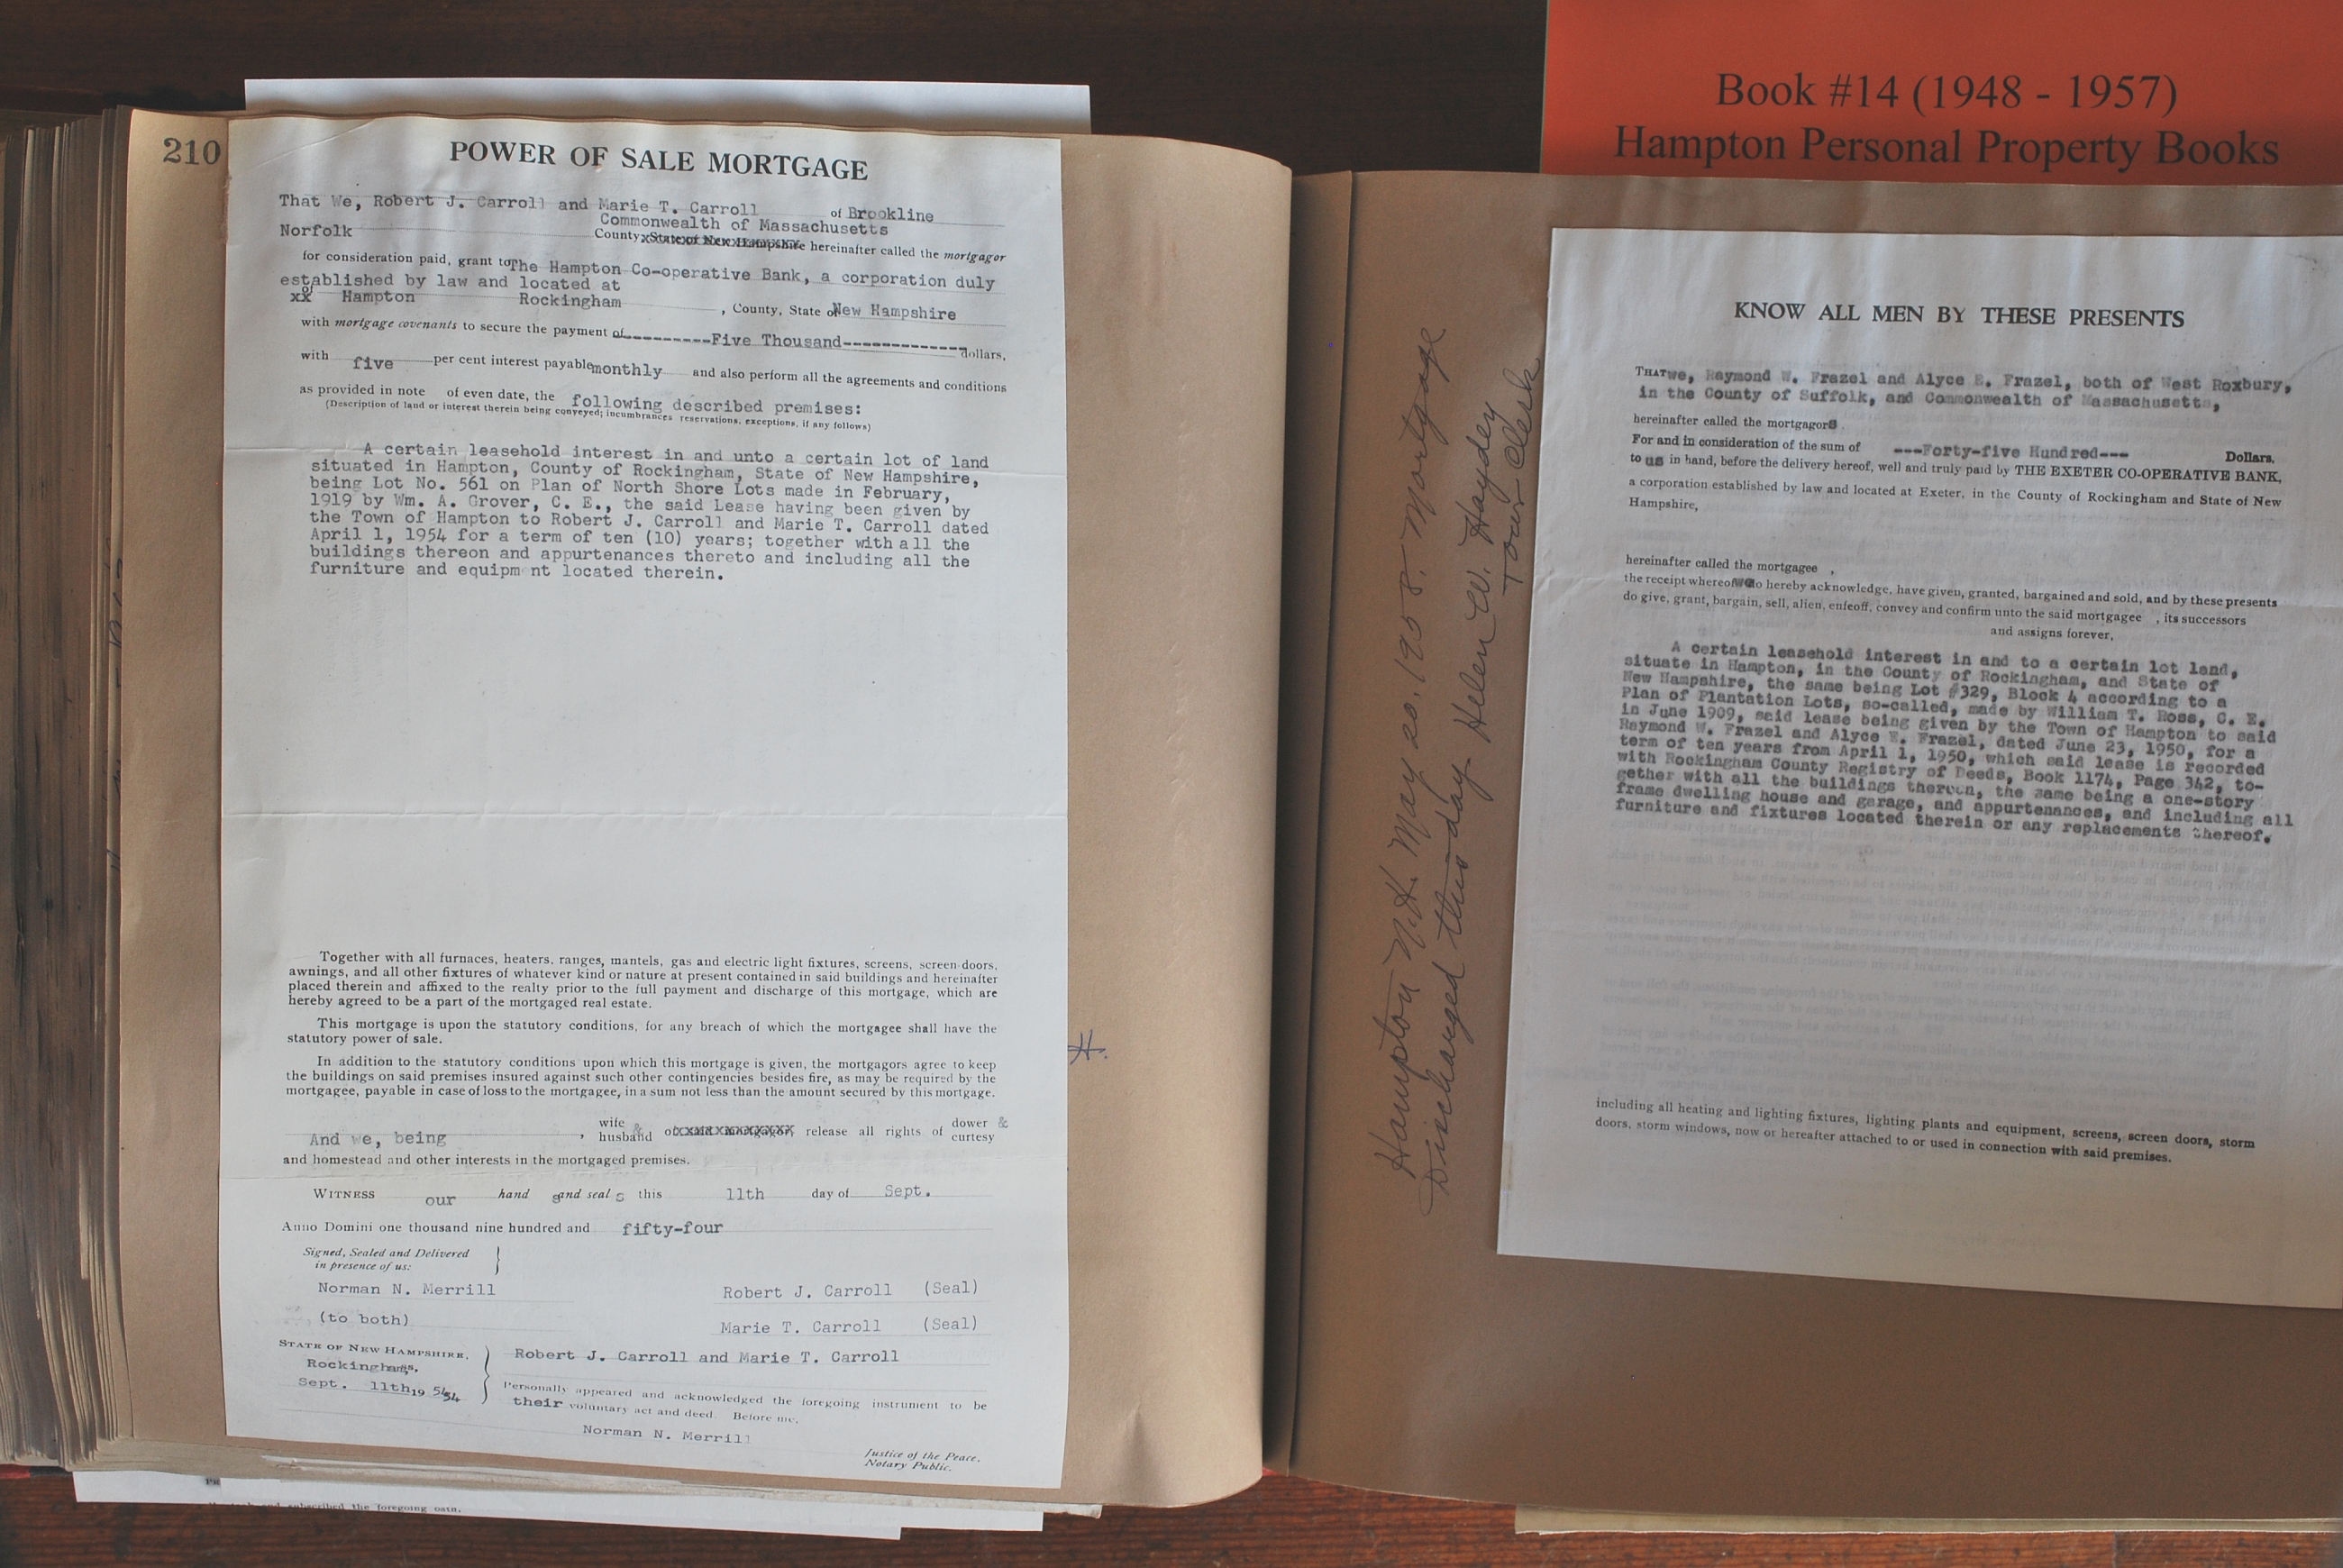 Book #14 (1948 - 1957)
Hampton Personal Property Books
210
POWER OF SALE MORTGAGE
That We, Robert J. Carroll and Marie T. Carroll of Brookline
Commonwealth of Massachusetts
Norfolk County, State of New Hampshire hereinafter called the mortgagor
for consideration paid, grant to The Hampton Co-operative Bank, a corporation duly
established by law and located at
xx Hampton Rockingham , County, State of New Hampshire
with mortgage covenants to secure the payment of----------Five Thousand------------- dollars,
with five per cent interest payable monthly and also perform all the agreements and conditions
as provided in note of even date, the following described premises:
(Description of land or interest therein being conveyed; incumbrances reservations, exceptions, if any follows)
A certain leasehold interest in and unto a certain lot of land
situated in Hampton, County of Rockingham, State of New Hampshire,
being Lot No. 561 on Plan of North Shore Lots made in February,
1919 by Wm. A. Grover, C. E., the said Lease having been given by
the Town of Hampton to Robert J. Carroll and Marie T. Carroll dated
April 1, 1954 for a term of ten (10) years; together with all the
buildings thereon and appurtenances thereto and including all the
furniture and equipm nt located therein.
Together with all furnaces, heaters, ranges, mantels, gas and electric light fixtures, screens, screen-doors,
awnings, and all other fixtures of whatever kind or nature at present contained in said buildings and hereinafter
placed therein and affixed to the realty prior to the full payment and discharge of this mortgage, which are
hereby agreed to be a part of the mortgaged real estate.
This mortgage is upon the statutory conditions, for any breach of which the mortgagee shall have the
statutory power of sale.
In addition to the statutory conditions upon which this mortgage is given, the mortgagors agree to keep
the buildings on said premises insured against such other contingencies besides fire, as may be required by the
mortgagee, payable in case of loss to the mortgagee, in a sum not less than the amount secured by this mortgage.
wife & dower &
And we, being , husband of said mortgagor, release all rights of curtesy
and homestead and other interests in the mortgaged premises.
WITNESS our hand s and seal s this 11th day of Sept.
Anno Domini one thousand nine hundred and fifty-four
Signed, Sealed and Delivered
in presence of us:
Norman N. Merrill Robert J. Carroll (Seal)
(to both) Marie T. Carroll (Seal)
STATE OF NEW HAMPSHIRE, Robert J. Carroll and Marie T. Carroll
Rockingham, ss.
Sept. 11th 19 54 Personally appeared and acknowledged the foregoing instrument to be
their voluntary act and deed. Before me,
Norman N. Merrill
Justice of the Peace.
Notary Public.
and subscribed the foregoing oath.
H.
Hampton N.H. May 20, 1958. Mortgage
Discharged this day Helen W. Hayden
Town Clerk
KNOW ALL MEN BY THESE PRESENTS
THAT we, Raymond W. Frazel and Alyce E. Frazel, both of West Roxbury,
in the County of Suffolk, and Commonwealth of Massachusetts,
hereinafter called the mortgagors.
For and in consideration of the sum of ---Forty-five Hundred--- Dollars,
to us in hand, before the delivery hereof, well and truly paid by THE EXETER CO-OPERATIVE BANK,
a corporation established by law and located at Exeter, in the County of Rockingham and State of New
Hampshire,
hereinafter called the mortgagee ,
the receipt whereof we do hereby acknowledge, have given, granted, bargained and sold, and by these presents
do give, grant, bargain, sell, alien, enfeoff, convey and confirm unto the said mortgagee , its successors
and assigns forever,
A certain leasehold interest in and to a certain lot land,
situate in Hampton, in the County of Rockingham, and State of
New Hampshire, the same being Lot #329, Block 4 according to a
Plan of Plantation Lots, so-called, made by William T. Ross, C. E.
in June 1909, said lease being given by the Town of Hampton to said
Raymond W. Frazel and Alyce E. Frazel, dated June 23, 1950, for a
term of ten years from April 1, 1950, which said lease is recorded
with Rockingham County Registry of Deeds, Book 1174, Page 342, to-
gether with all the buildings thereon, the same being a one-story
frame dwelling house and garage, and appurtenances, and including all
furniture and fixtures located therein or any replacements thereof.
including all heating and lighting fixtures, lighting plants and equipment, screens, screen doors, storm
doors, storm windows, now or hereafter attached to or used in connection with said premises.